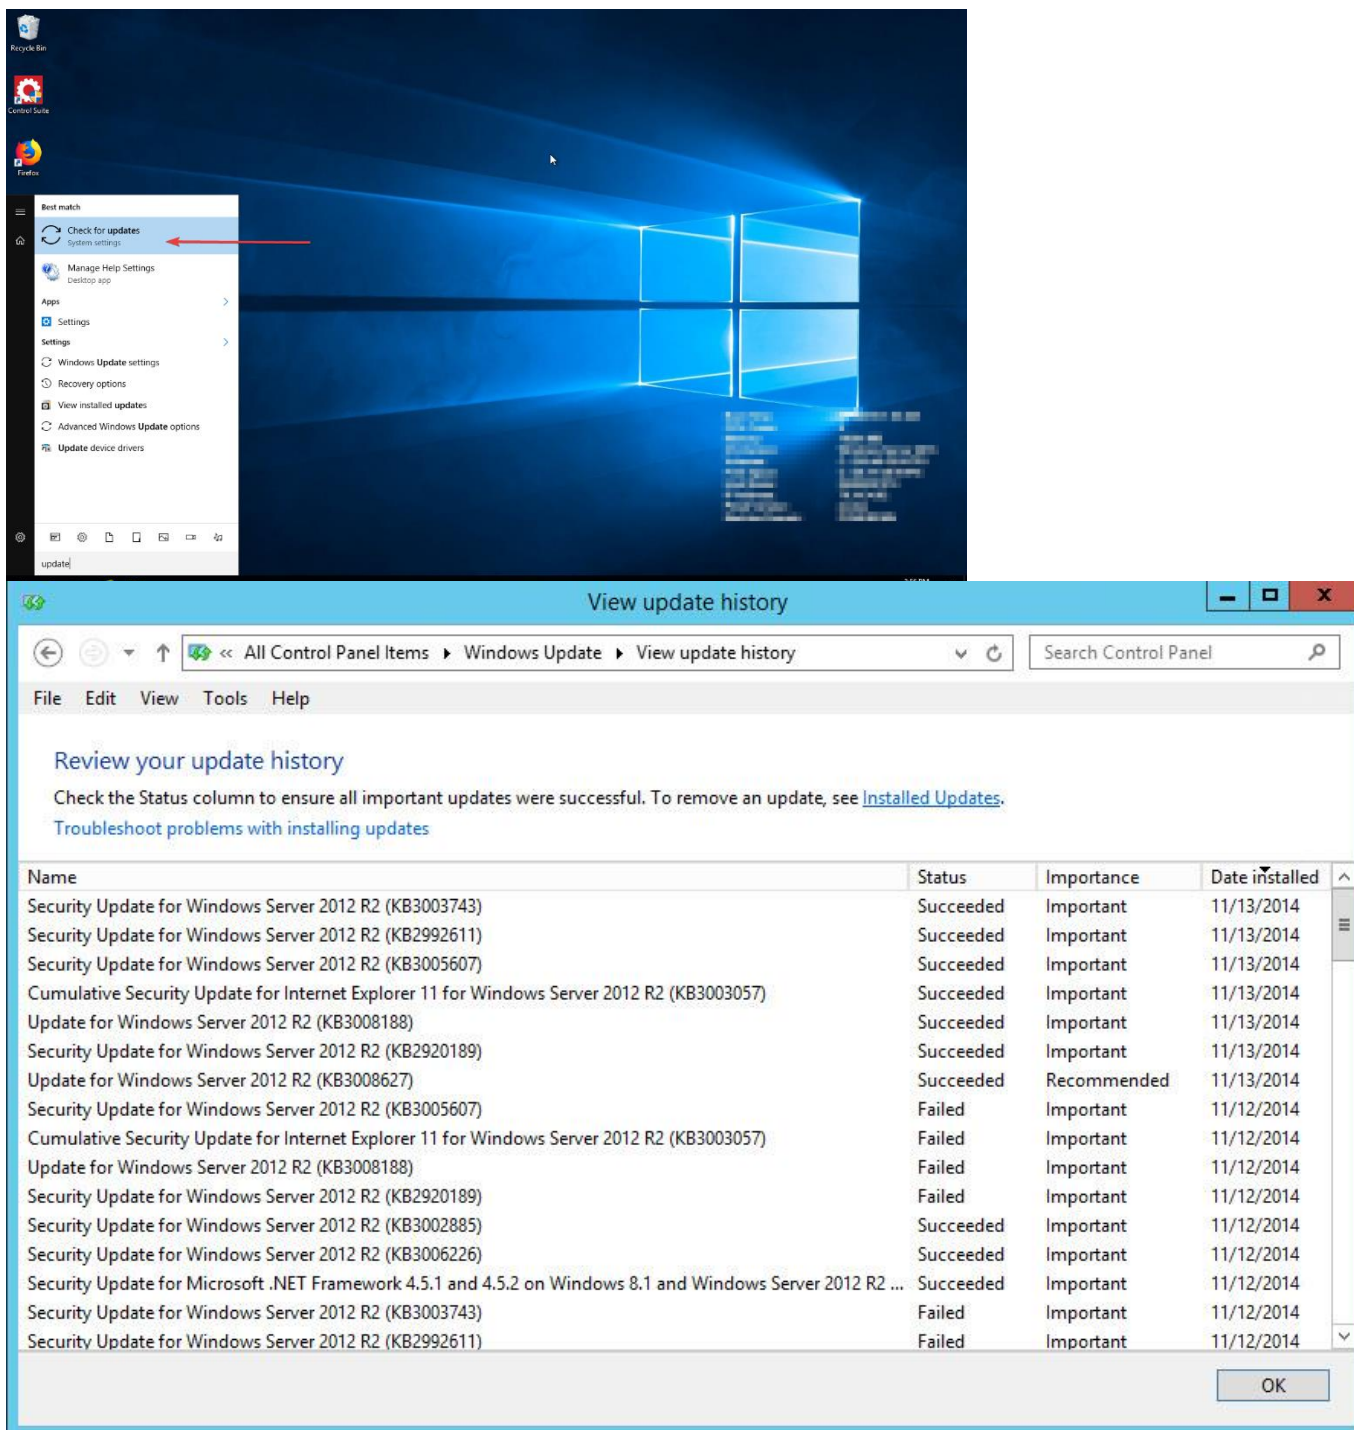 Recycle Bin
Control Suite
Firefox
Best match
Check for updates
System settings
Manage Help Settings
Desktop app
Apps
Settings
Settings
Windows Update settings
Recovery options
View installed updates
Advanced Windows Update options
Update device drivers
update
View update history
« All Control Panel Items Windows Update View update history Search Control Panel
File Edit View Tools Help
Review your update history
Check the Status column to ensure all important updates were successful. To remove an update, see Installed Updates.
Troubleshoot problems with installing updates
Name Status Importance Date installed
Security Update for Windows Server 2012 R2 (KB3003743) Succeeded Important 11/13/2014
Security Update for Windows Server 2012 R2 (KB2992611) Succeeded Important 11/13/2014
Security Update for Windows Server 2012 R2 (KB3005607) Succeeded Important 11/13/2014
Cumulative Security Update for Internet Explorer 11 for Windows Server 2012 R2 (KB3003057) Succeeded Important 11/13/2014
Update for Windows Server 2012 R2 (KB3008188) Succeeded Important 11/13/2014
Security Update for Windows Server 2012 R2 (KB2920189) Succeeded Important 11/13/2014
Update for Windows Server 2012 R2 (KB3008627) Succeeded Recommended 11/13/2014
Security Update for Windows Server 2012 R2 (KB3005607) Failed Important 11/12/2014
Cumulative Security Update for Internet Explorer 11 for Windows Server 2012 R2 (KB3003057) Failed Important 11/12/2014
Update for Windows Server 2012 R2 (KB3008188) Failed Important 11/12/2014
Security Update for Windows Server 2012 R2 (KB2920189) Failed Important 11/12/2014
Security Update for Windows Server 2012 R2 (KB3002885) Succeeded Important 11/12/2014
Security Update for Windows Server 2012 R2 (KB3006226) Succeeded Important 11/12/2014
Security Update for Microsoft .NET Framework 4.5.1 and 4.5.2 on Windows 8.1 and Windows Server 2012 R2 ... Succeeded Important 11/12/2014
Security Update for Windows Server 2012 R2 (KB3003743) Failed Important 11/12/2014
Security Update for Windows Server 2012 R2 (KB2992611) Failed Important 11/12/2014
OK